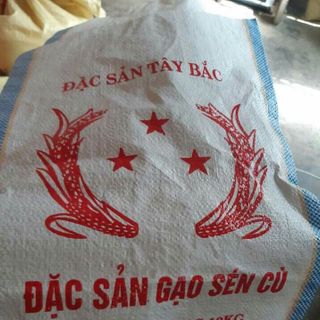 ĐẶC SẢN TÂY BẮC
ĐẶC SẢN GẠO SÉN CÙ